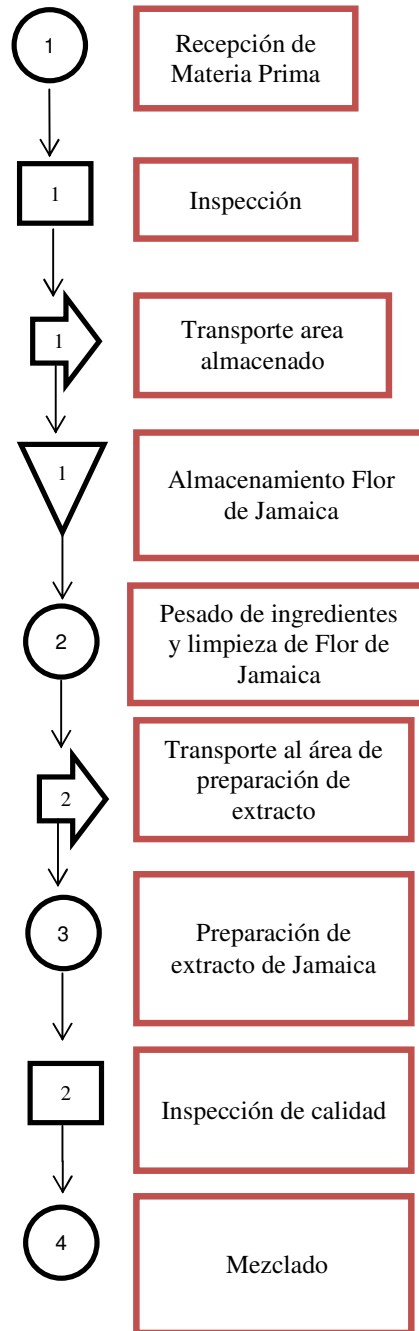 1
Recepción de
Materia Prima
1
Inspección
1
Transporte area
almacenado
1
Almacenamiento Flor
de Jamaica
2
Pesado de ingredientes
y limpieza de Flor de
Jamaica
2
Transporte al área de
preparación de
extracto
3
Preparación de
extracto de Jamaica
2
Inspección de calidad
4
Mezclado